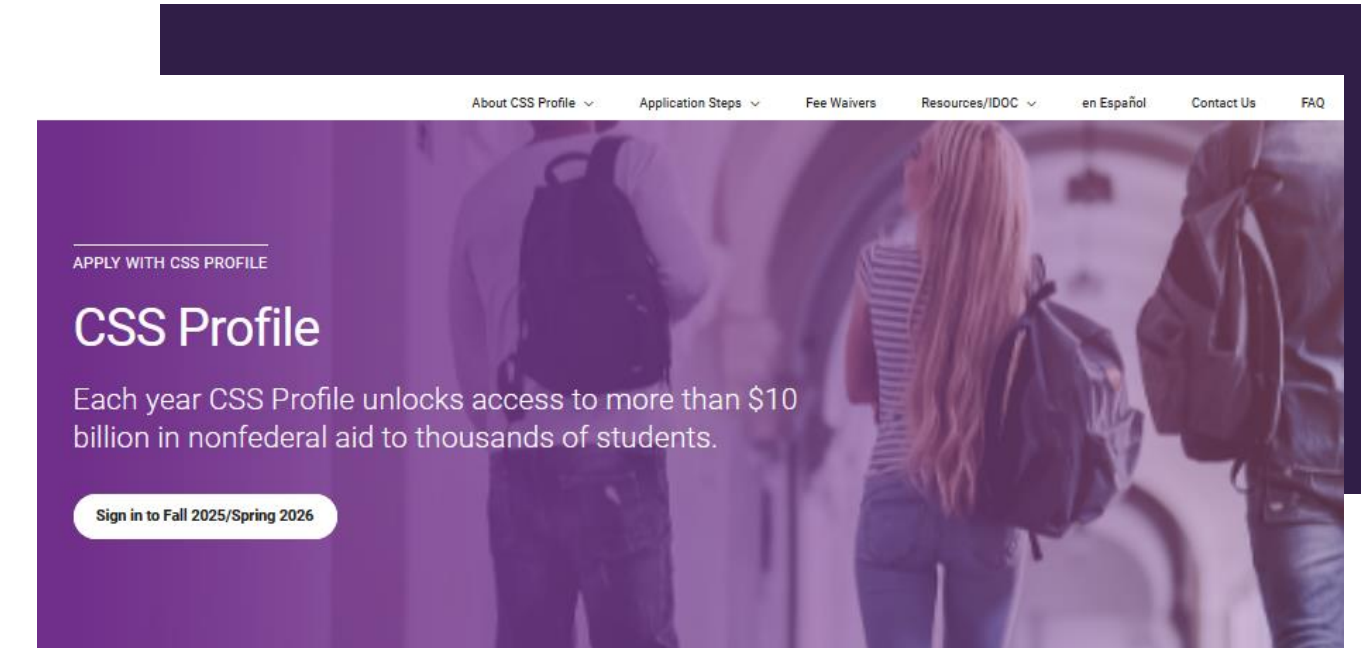 About CSS Profile Application Steps Fee Waivers Resources/IDOC en Español Contact Us FAQ
APPLY WITH CSS PROFILE
CSS Profile
Each year CSS Profile unlocks access to more than $10
billion in nonfederal aid to thousands of students.
Sign in to Fall 2025/Spring 2026